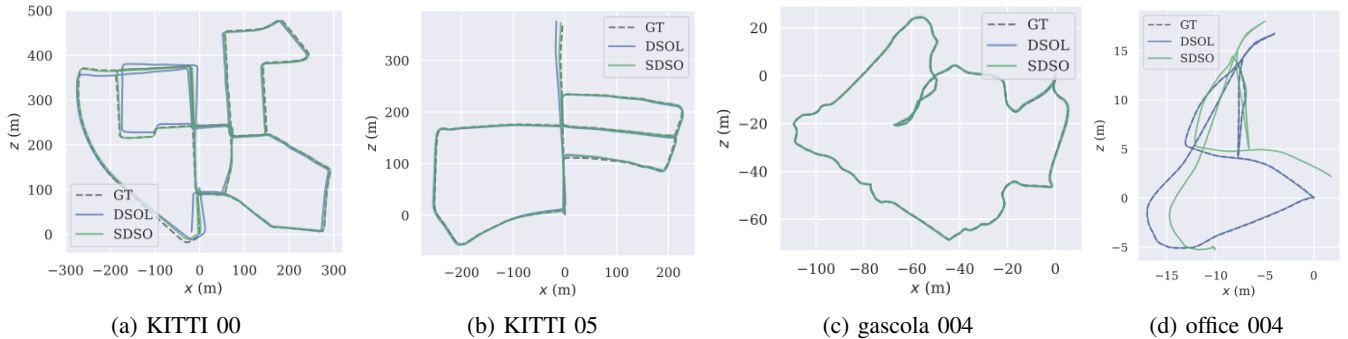 500
400
300
200
100
0
z (m)
GT
DSOL
SDSO
−300 −200 −100 0 100 200 300
x (m)
(a) KITTI 00
300
200
100
0
z (m)
GT
DSOL
SDSO
−200 −100 0 100 200
x (m)
(b) KITTI 05
20
0
−20
−40
−60
z (m)
GT
DSOL
SDSO
−100 −80 −60 −40 −20 0
x (m)
(c) gascola 004
15
10
5
0
−5
z (m)
GT
DSOL
SDSO
−15 −10 −5 0
x (m)
(d) office 004